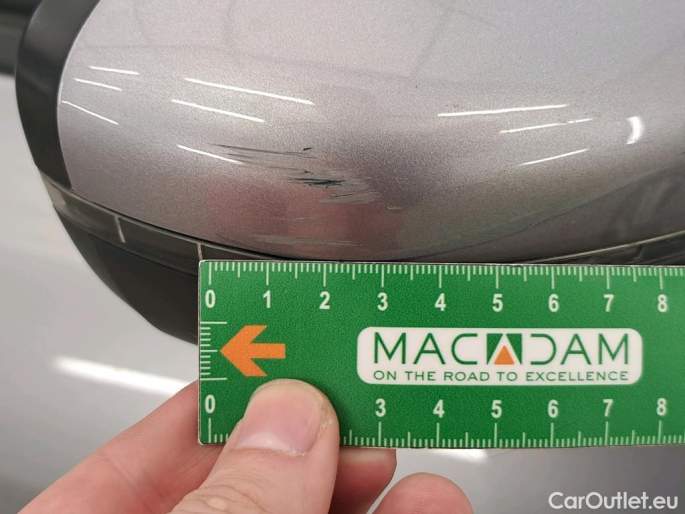 0 1 2 3 4 5 6 7 8
MACADAM
ON THE ROAD TO EXCELLENCE
0 3 4 5 6 7 8
CarOutlet.eu